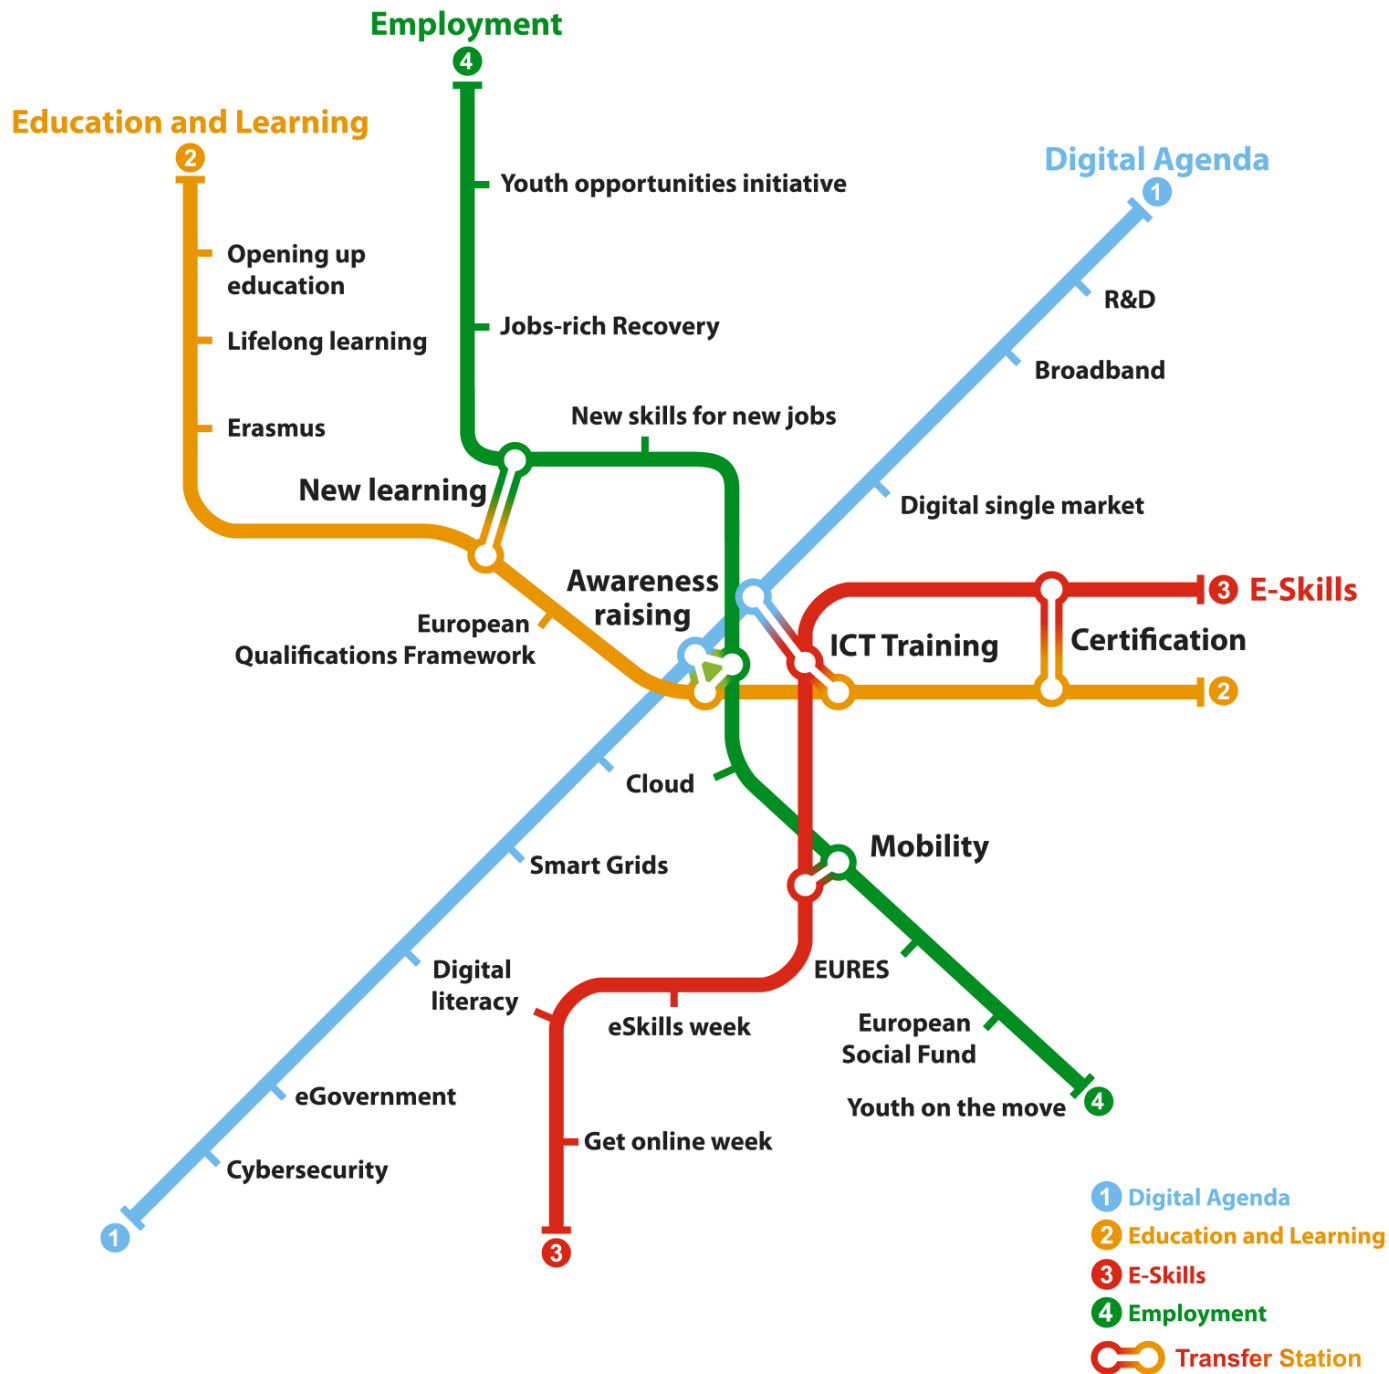 Employment
4
Education and Learning
2
Digital Agenda
1
Youth opportunities initiative
Opening up
education
R&D
Jobs-rich Recovery
Lifelong learning
Broadband
New skills for new jobs
Erasmus
New learning
Digital single market
Awareness
raising
3 E-Skills
European
Qualifications Framework
ICT Training
Certification
2
Cloud
Mobility
Smart Grids
Digital
literacy
EURES
eSkills week
European
Social Fund
eGovernment
Youth on the move
4
Get online week
Cybersecurity
1
3
1 Digital Agenda
2 Education and Learning
3 E-Skills
4 Employment
Transfer Station